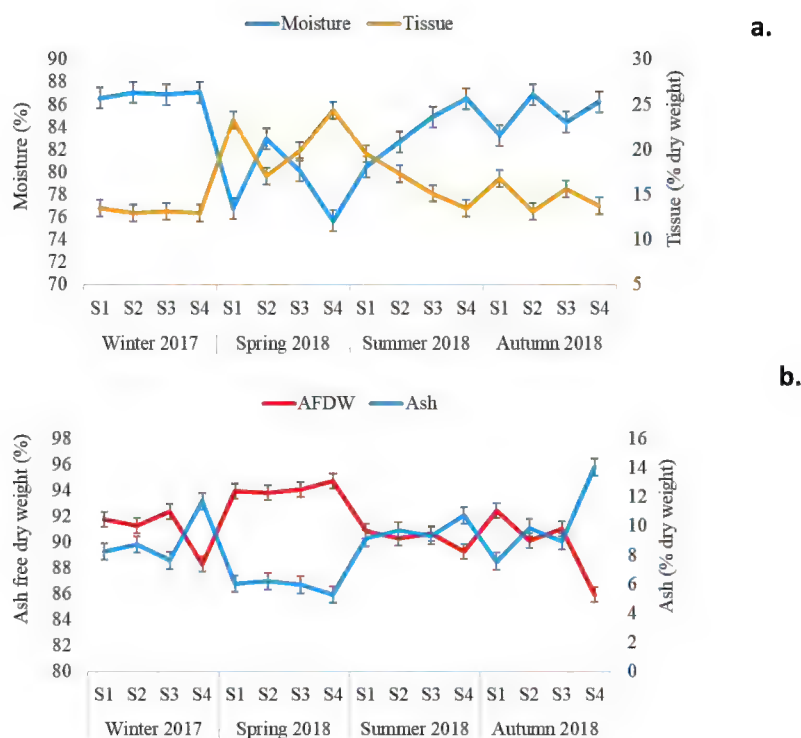 a.
Moisture Tissue
90 30
88
86 25
84
82 20
80
78 15
76
74 10
72
70 5
Moisture (%)
Tissue (% dry weight)
S1 S2 S3 S4 S1 S2 S3 S4 S1 S2 S3 S4 S1 S2 S3 S4
Winter 2017 Spring 2018 Summer 2018 Autumn 2018
b.
AFDW Ash
98 16
96 14
94 12
92 10
90
88 8
86 6
84 4
82 2
80 0
Ash free dry weight (%)
Ash (% dry weight)
S1 S2 S3 S4 S1 S2 S3 S4 S1 S2 S3 S4 S1 S2 S3 S4
Winter 2017 Spring 2018 Summer 2018 Autumn 2018